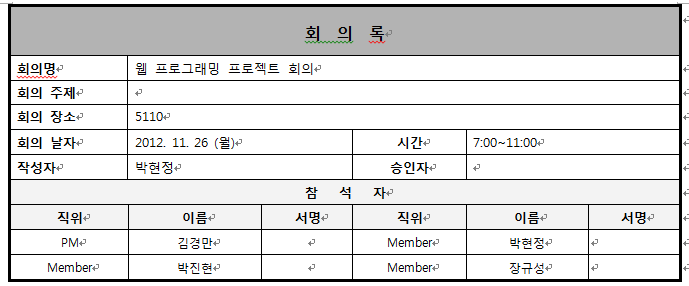 회 의 록
회의명 웹 프로그래밍 프로젝트 회의
회의 주제
회의 장소 5110
회의 날자 2012. 11. 26 (월) 시간 7:00~11:00
작성자 박현정 승인자
참 석 자
직위 이름 서명 직위 이름 서명
PM 김경만 Member 박현정
Member 박진현 Member 장규성